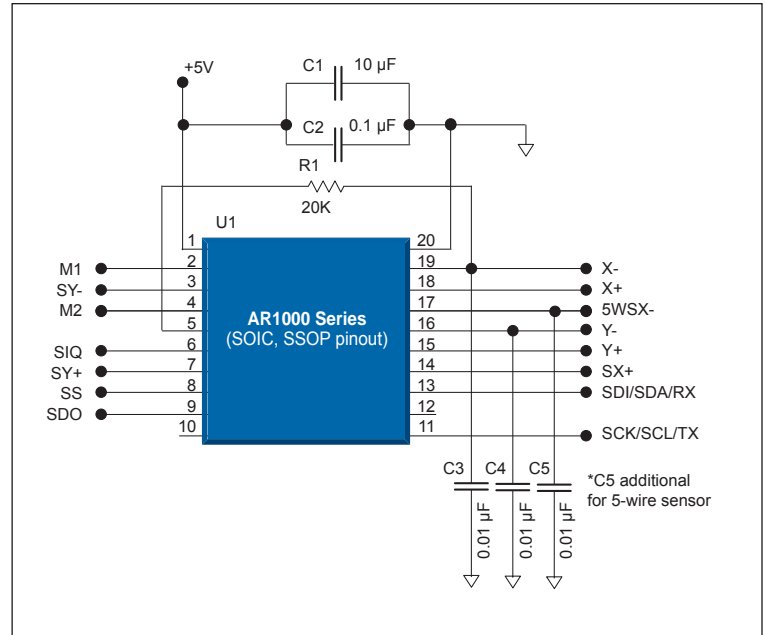 +5V
C1 10 µF
C2 0.1 µF
R1
20K
U1
1 20
M1 2 19 X-
SY- 3 18 X+
M2 4 17 5WSX-
5 16 Y-
SIQ 6 15 Y+
SY+ 7 14 SX+
SS 8 13 SDI/SDA/RX
SDO 9 12
10 11 SCK/SCL/TX
AR1000 Series
(SOIC, SSOP pinout)
C3 C4 C5
0.01 µF 0.01 µF 0.01 µF
*C5 additional
for 5-wire sensor